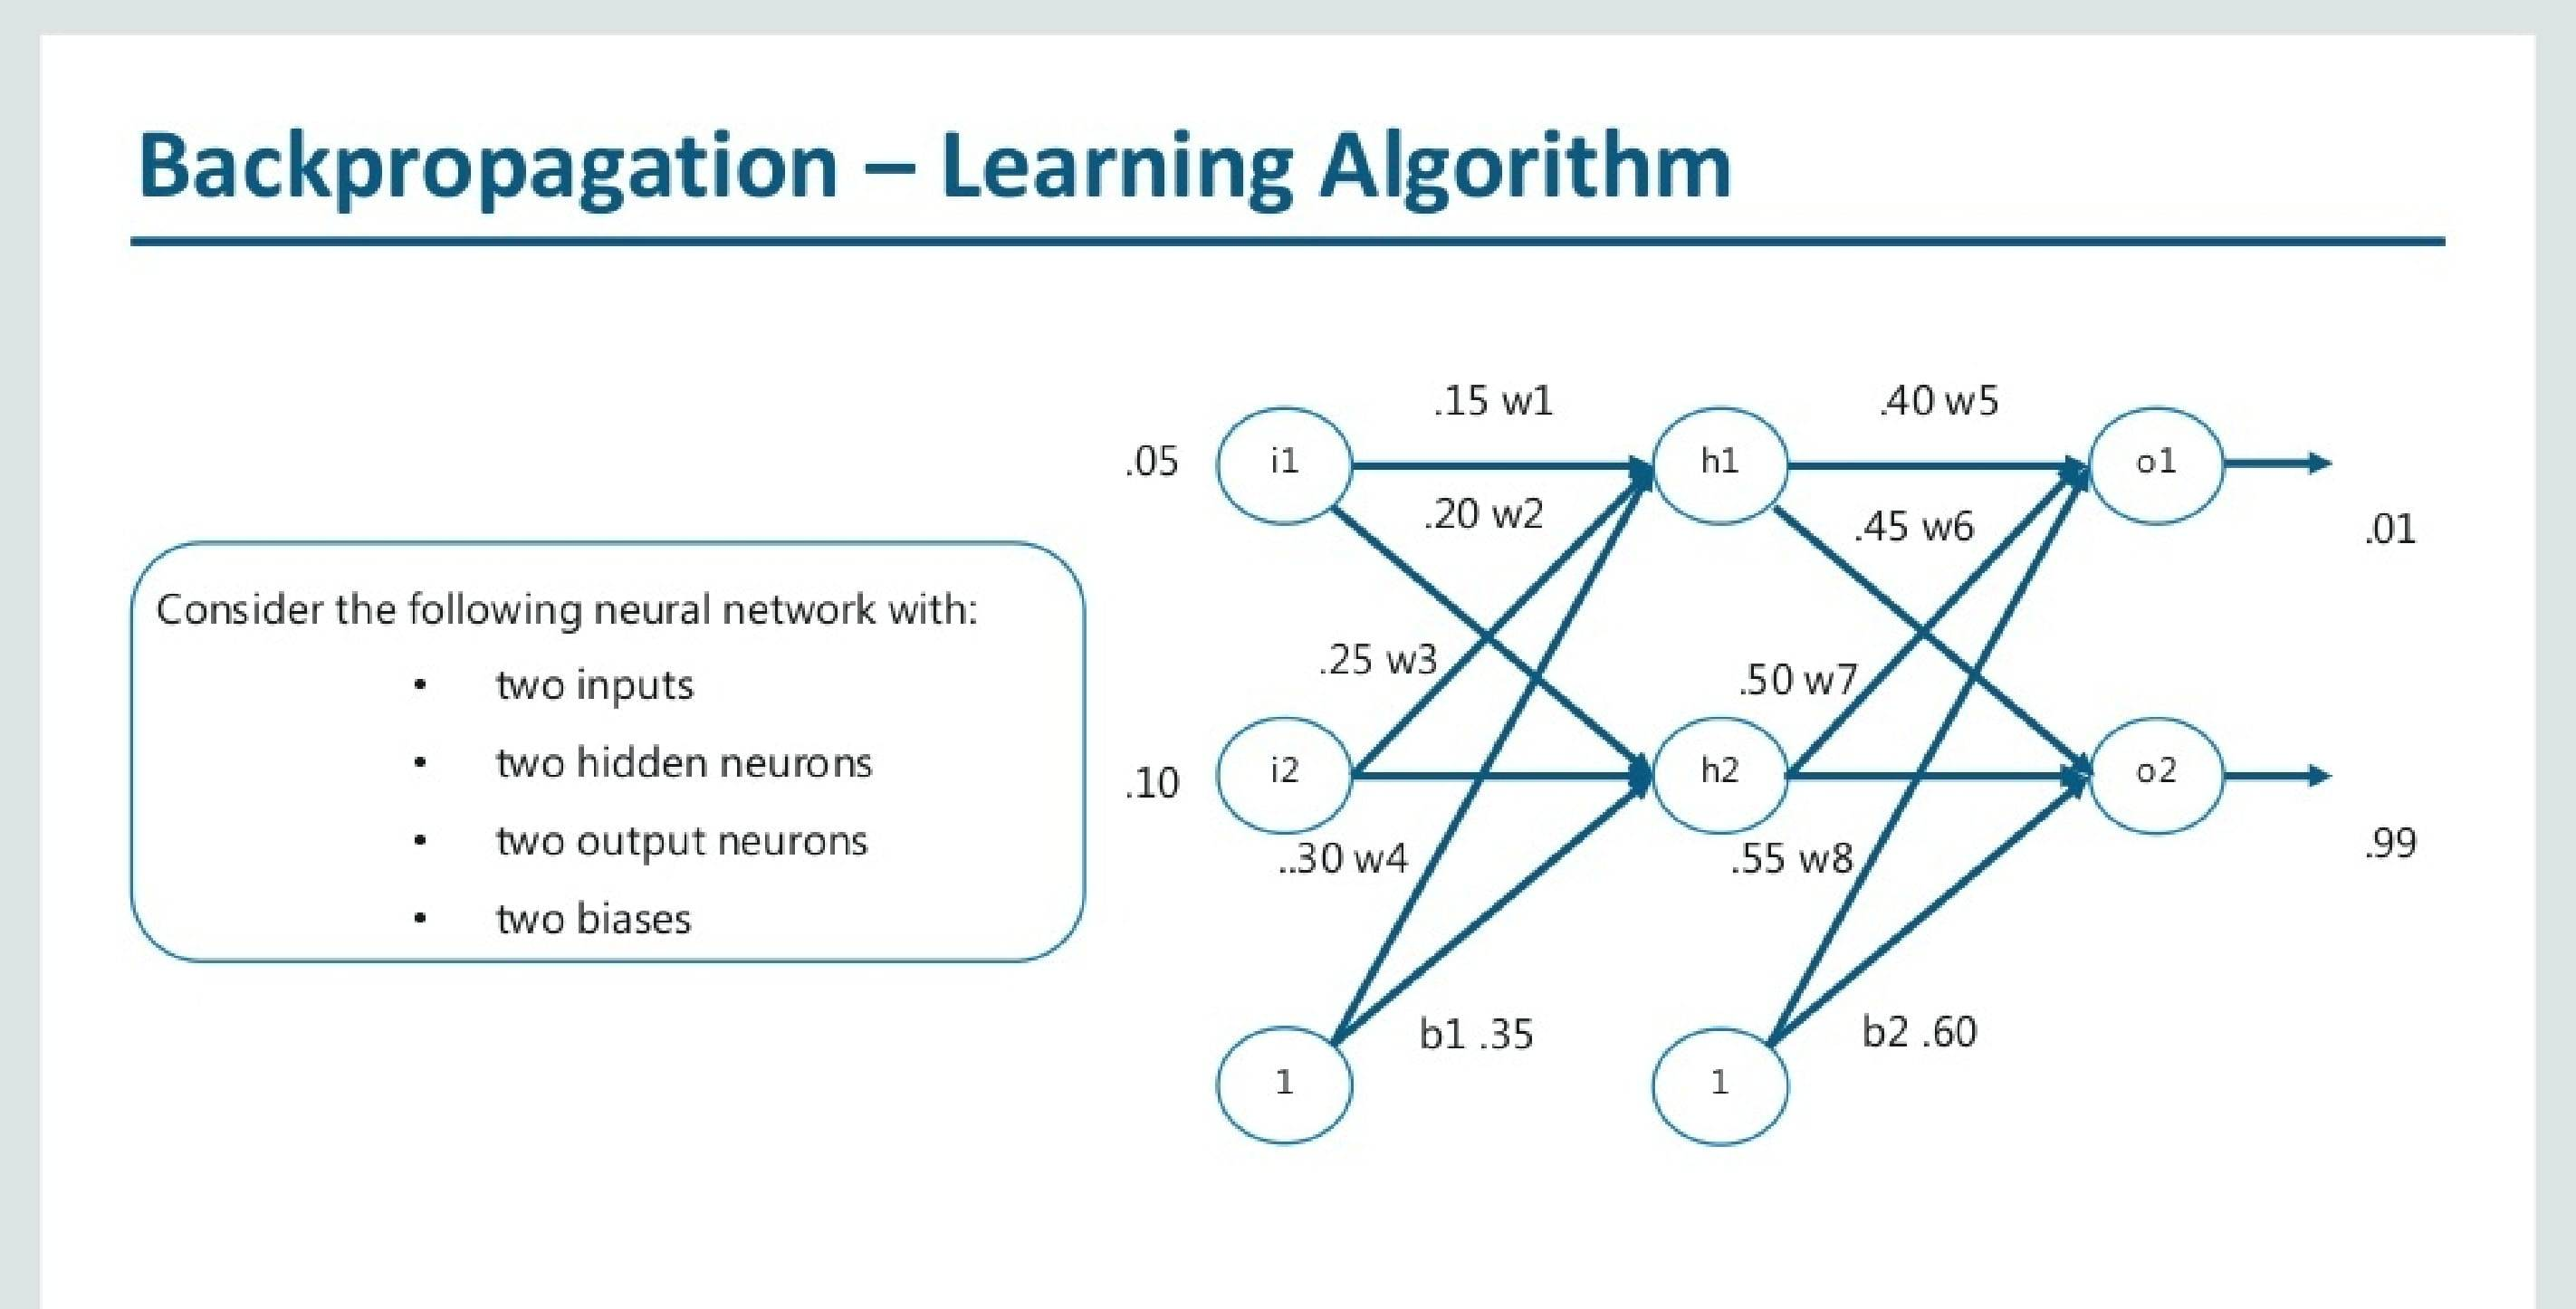 Backpropagation – Learning Algorithm
Consider the following neural network with:
• two inputs
• two hidden neurons
• two output neurons
• two biases
.15 w1
.40 w5
.05
i1
h1
o1
.20 w2
.45 w6
.01
.25 w3
.50 w7
.10
i2
h2
o2
..30 w4
.55 w8
.99
b1 .35
b2 .60
1
1